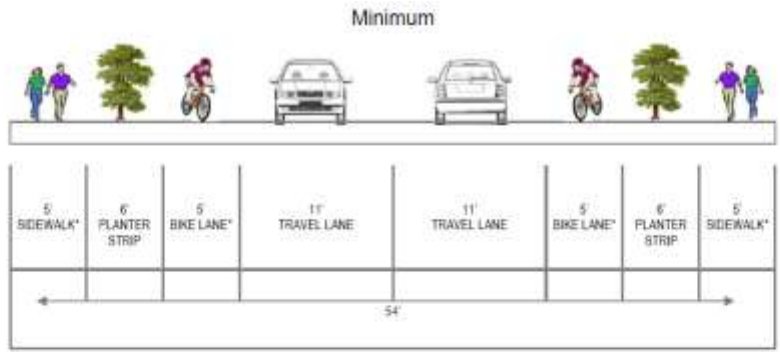 Minimum
5'
SIDEWALK*
6'
PLANTER
STRIP
5'
BIKE LANE*
11'
TRAVEL LANE
11'
TRAVEL LANE
5'
BIKE LANE*
6'
PLANTER
STRIP
5'
SIDEWALK*
54'